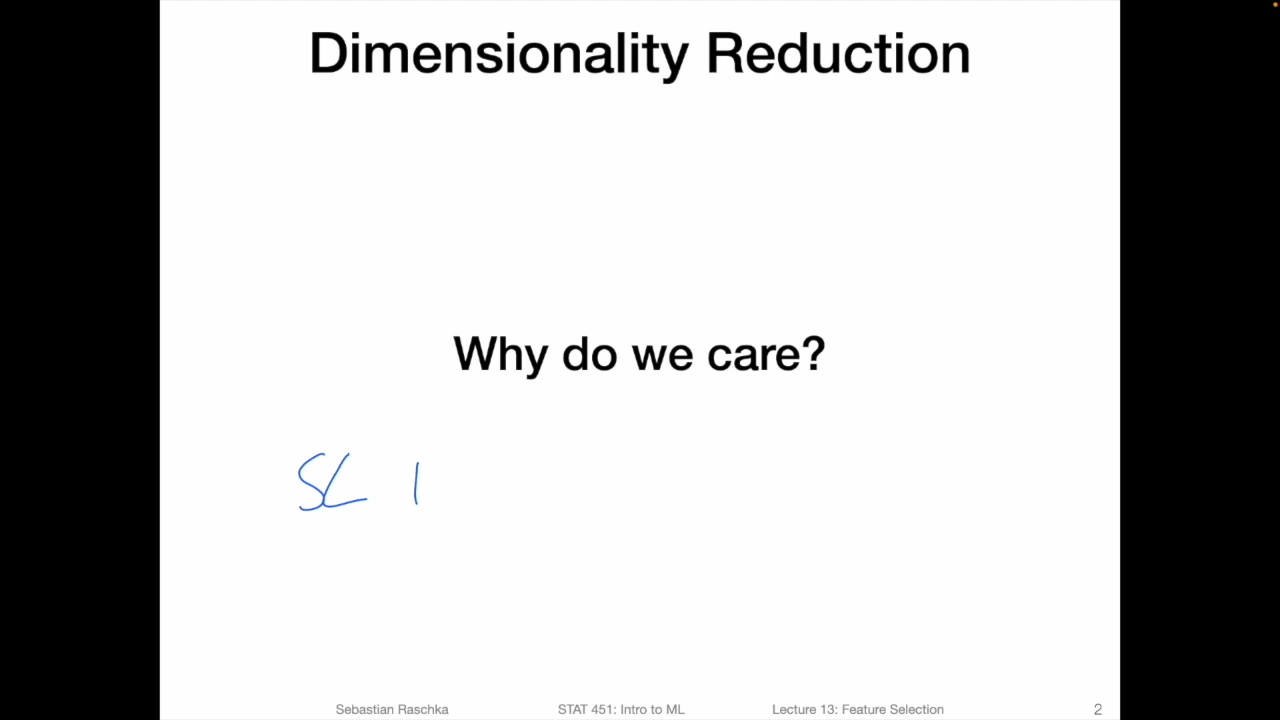 Dimensionality Reduction
Why do we care?
SL
Sebastian Raschka STAT 451: Intro to ML Lecture 13: Feature Selection 2